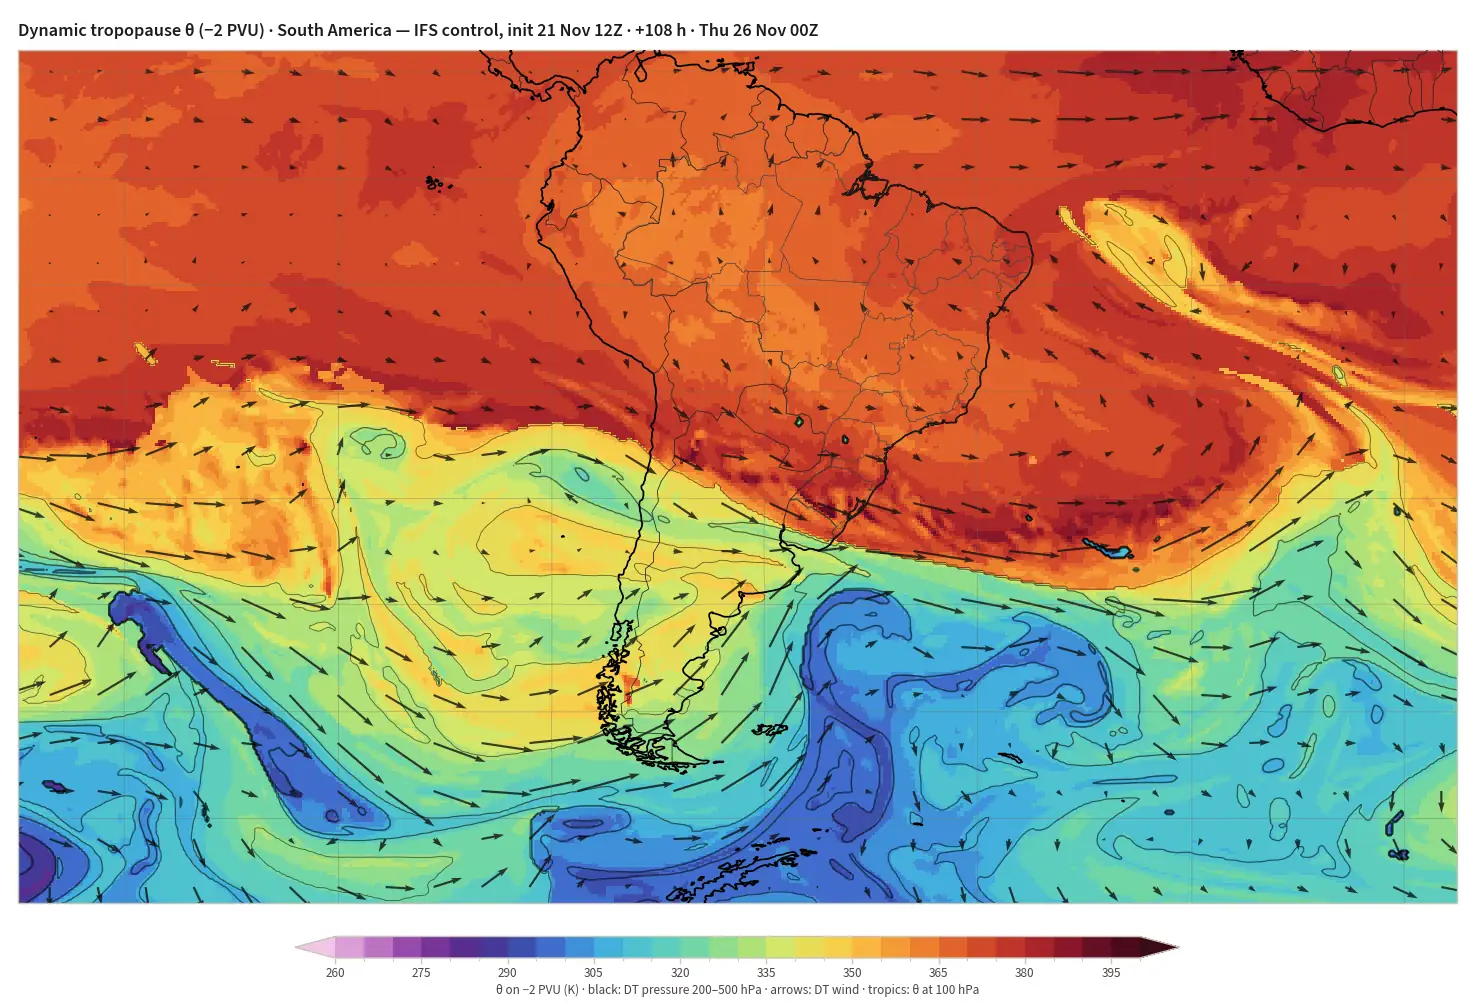 Dynamic tropopause θ (−2 PVU) · South America — IFS control, init 21 Nov 12Z · +108 h · Thu 26 Nov 00Z
260 275 290 305 320 335 350 365 380 395
θ on −2 PVU (K) · black: DT pressure 200–500 hPa · arrows: DT wind · tropics: θ at 100 hPa